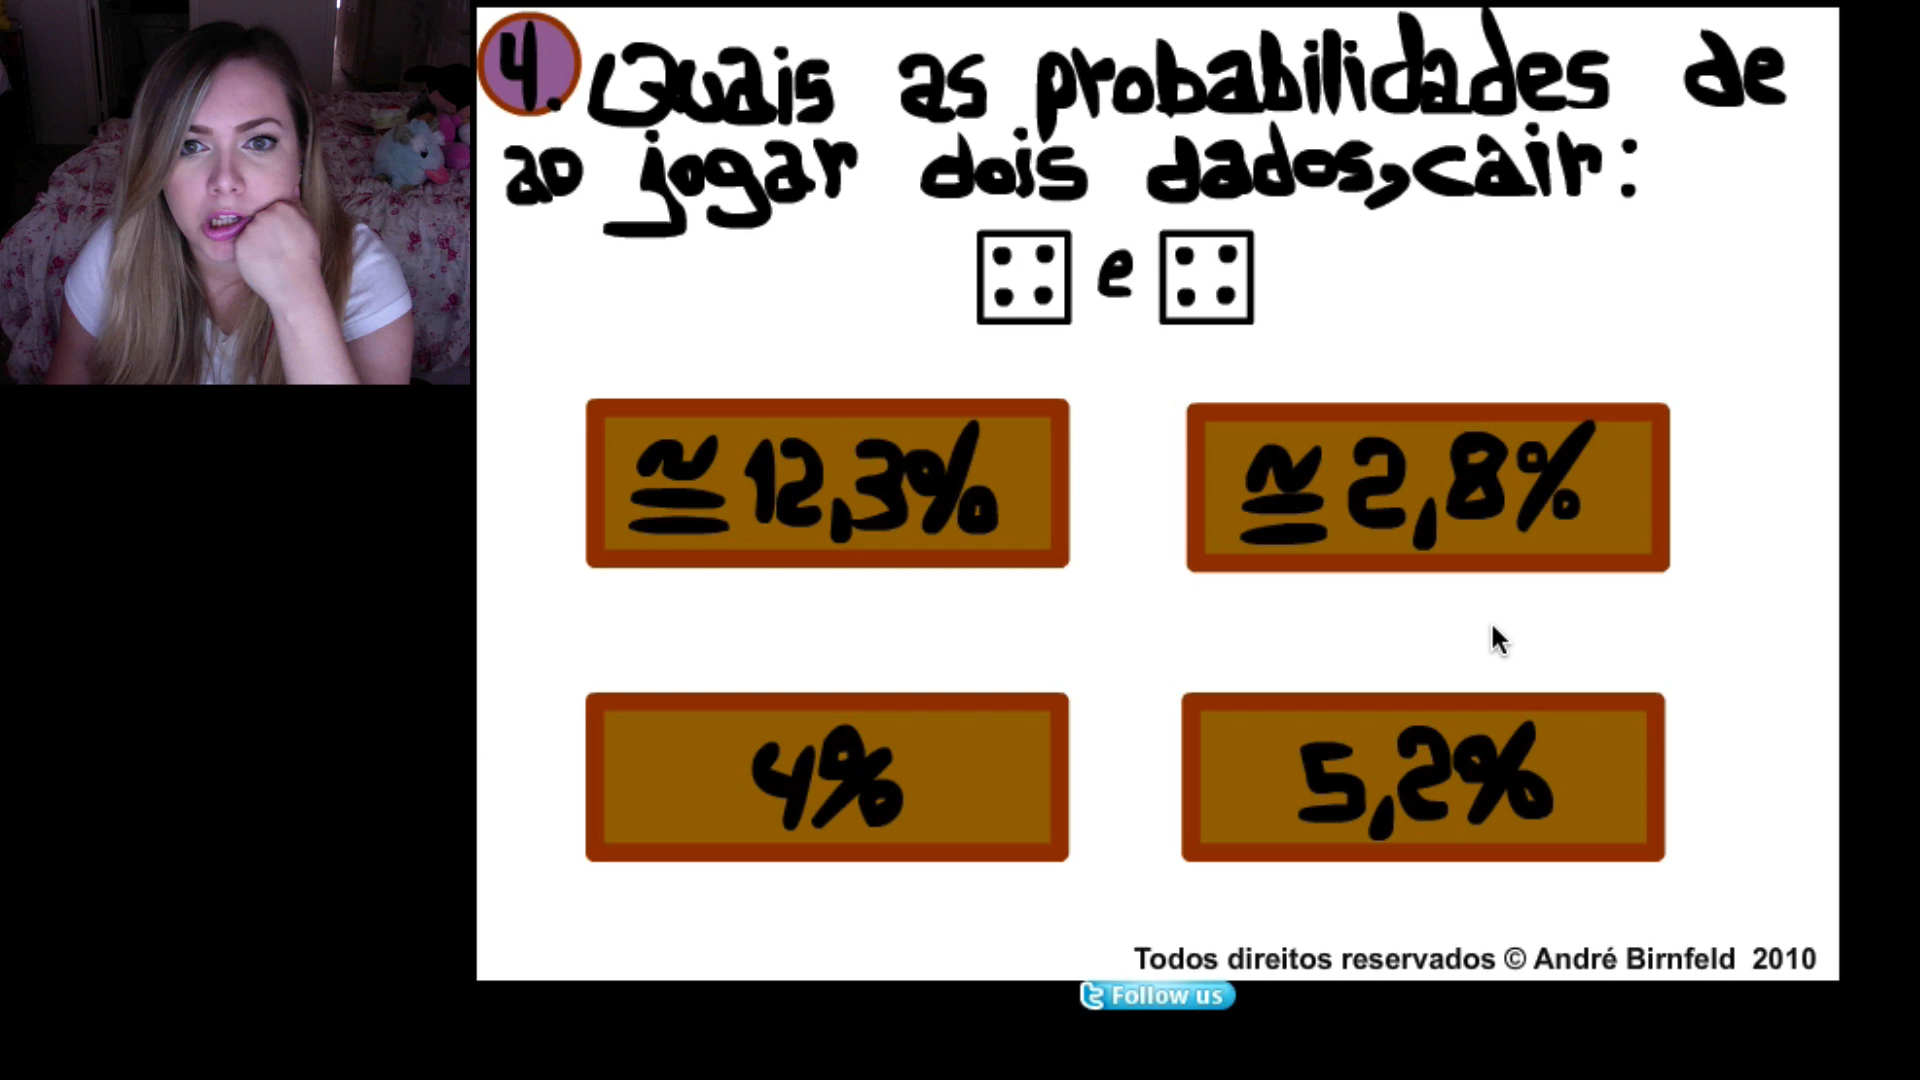 4. Quais as probabilidades de
ao jogar dois dados, cair:
e
≅ 12,3%
≅ 2,8%
4%
5,2%
Todos direitos reservados © André Birnfeld 2010
Follow us